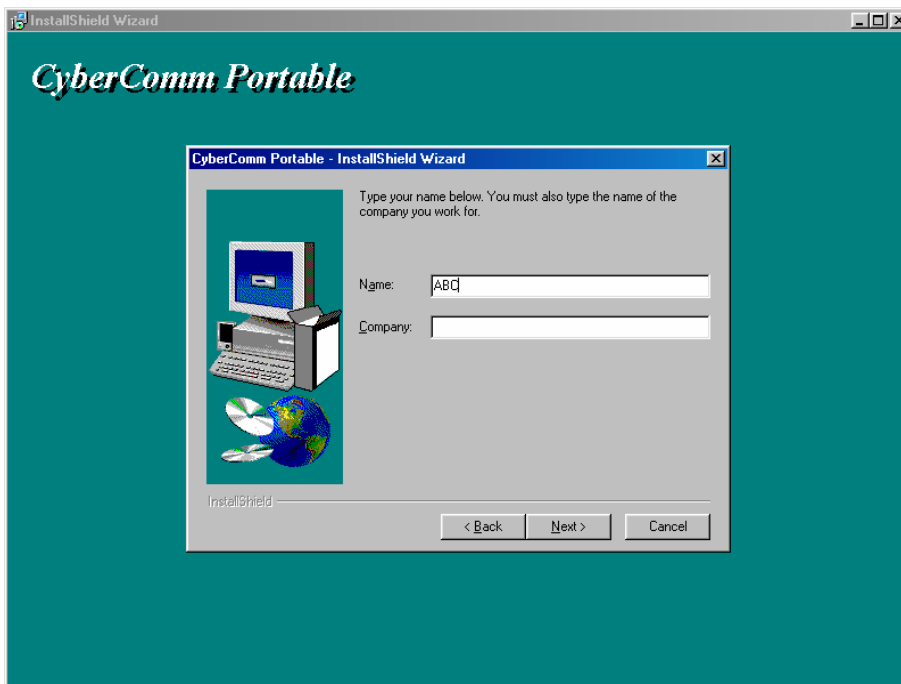 InstallShield Wizard
CyberComm Portable
CyberComm Portable - InstallShield Wizard
Type your name below. You must also type the name of the
company you work for.
Name: ABC
Company:
InstallShield
< Back Next > Cancel